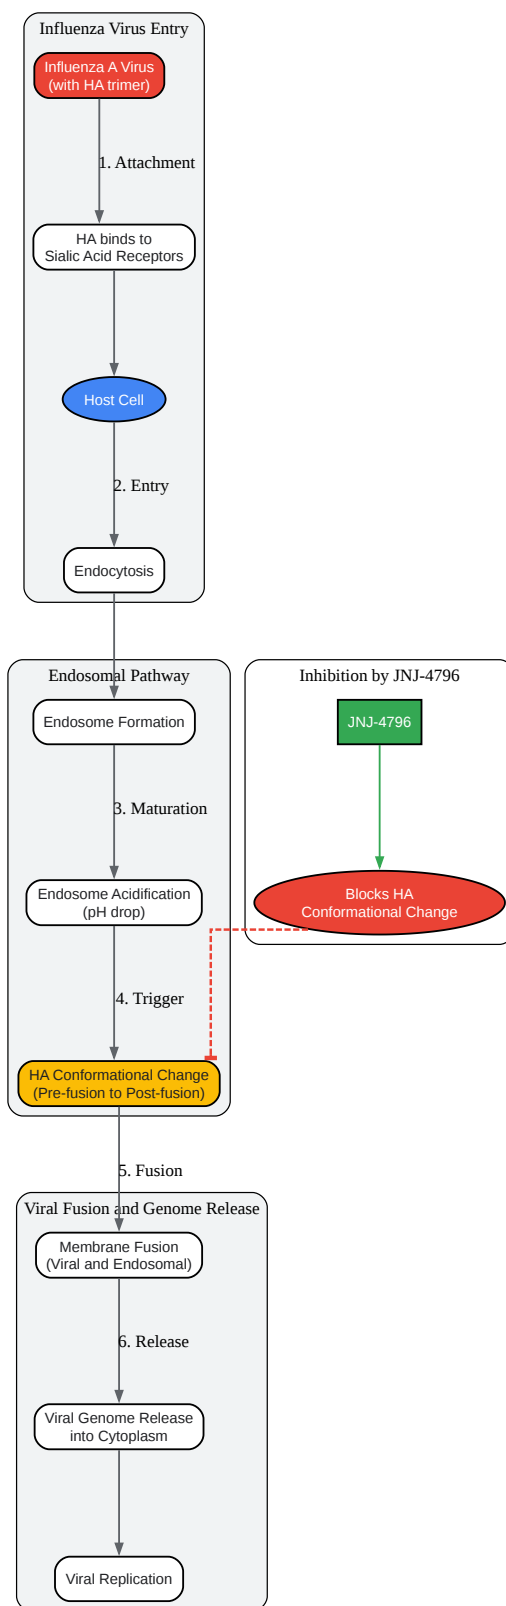 Influenza Virus Entry
Influenza A Virus
(with HA trimer)
1. Attachment
HA binds to
Sialic Acid Receptors
Host Cell
2. Entry
Endocytosis
Endosomal Pathway
Endosome Formation
3. Maturation
Endosome Acidification
(pH drop)
4. Trigger
HA Conformational Change
(Pre-fusion to Post-fusion)
Inhibition by JNJ-4796
JNJ-4796
Blocks HA
Conformational Change
5. Fusion
Viral Fusion and Genome Release
Membrane Fusion
(Viral and Endosomal)
6. Release
Viral Genome Release
into Cytoplasm
Viral Replication